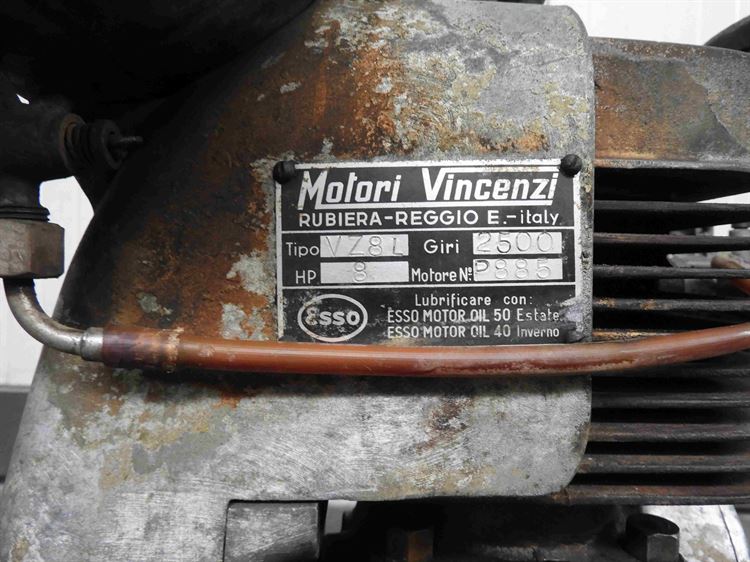 Motori Vincenzi
RUBIERA-REGGIO E.-italy
Tipo VZ8L Giri 2500
HP 8 Motore No: P885
Esso
Lubrificare con:
ESSO MOTOR OIL 50 Estate
ESSO MOTOR OIL 40 Inverno